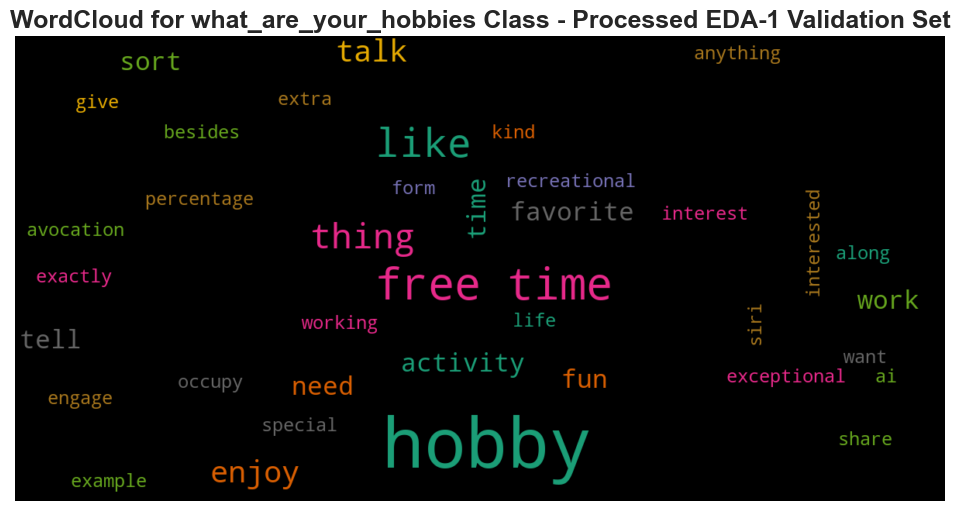 WordCloud for what_are_your_hobbies Class - Processed EDA-1 Validation Set
talk
anything
sort
give
extra
besides
like
kind
form
time
recreational
percentage
favorite
interest
interested
avocation
thing
along
exactly
free time
work
working
life
siri
tell
activity
want
occupy
need
fun
exceptional
ai
engage
special
hobby
share
enjoy
example